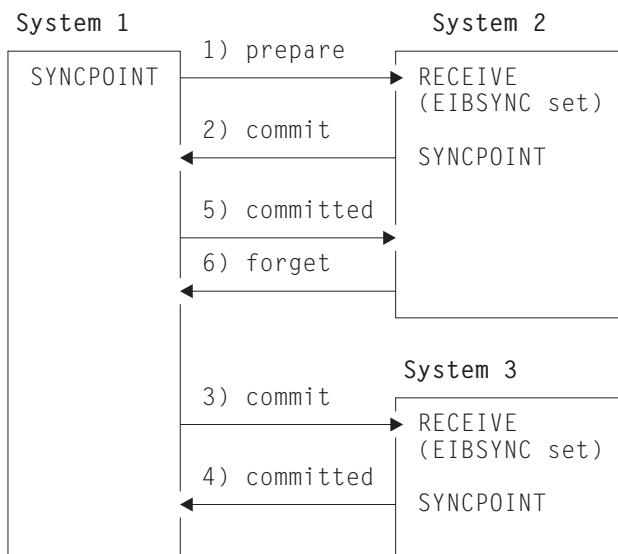 System 1
System 2
1) prepare
SYNCPOINT
RECEIVE
(EIBSYNC set)
2) commit
SYNCPOINT
5) committed
6) forget
System 3
3) commit
RECEIVE
(EIBSYNC set)
4) committed
SYNCPOINT